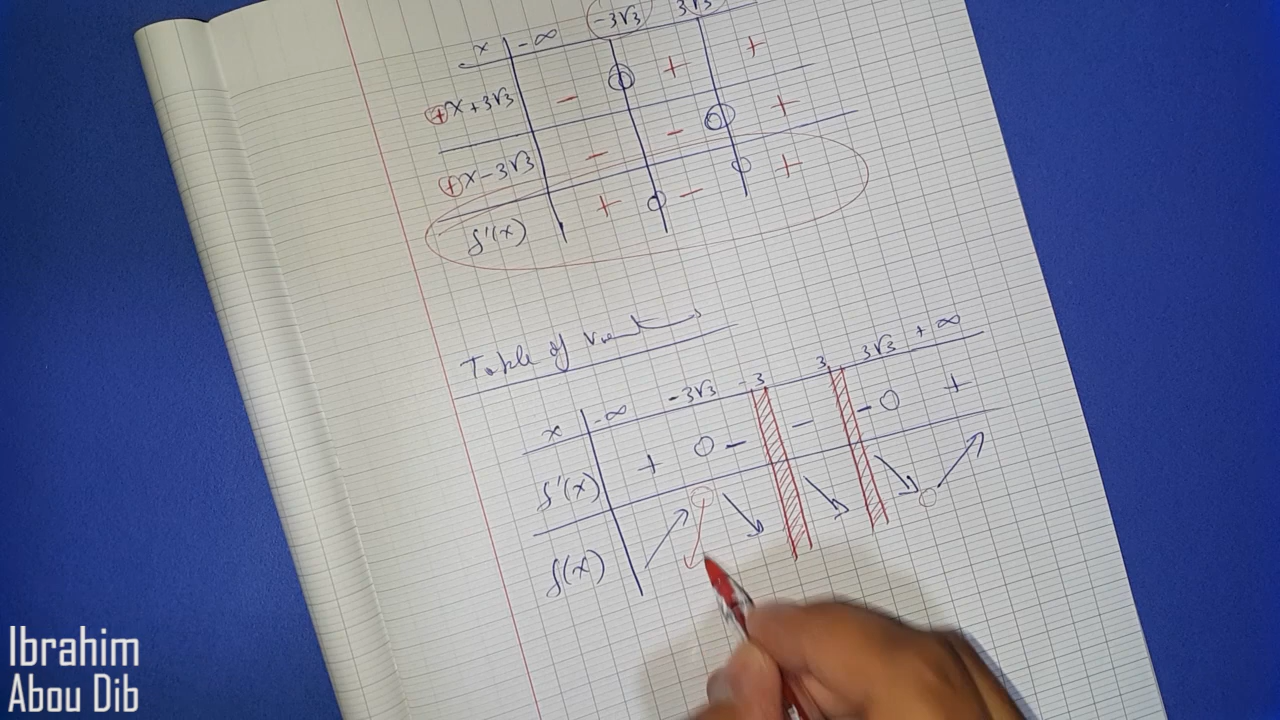 x -∞ -3√3 3√3
+x+3√3 - 0 + +
+x-3√3 - - 0 +
f'(x) + 0 - 0 +
Table of
x -∞ -3√3 -3 3 3√3 +∞
f'(x) + 0 - - - 0 +
f(x)
Ibrahim
Abou Dib